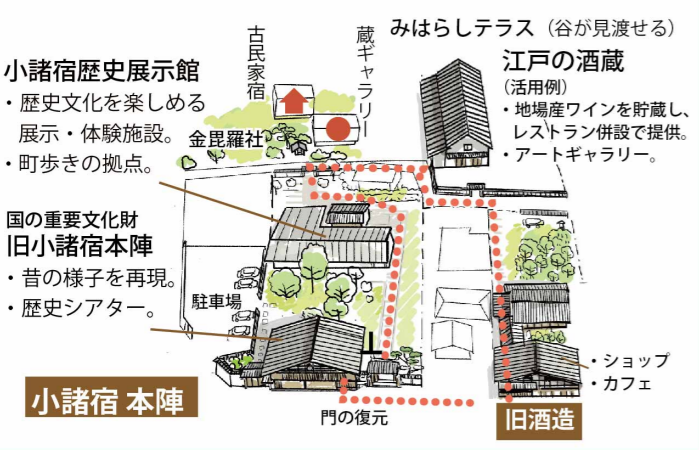 みはらしテラス（谷が見渡せる）
江戸の酒蔵
（活用例）
・地場産ワインを貯蔵し、
レストラン併設で提供。
・アートギャラリー。
古民家宿
蔵ギャラリー
小諸宿歴史展示館
・歴史文化を楽しめる
展示・体験施設。
・町歩きの拠点。
金毘羅社
国の重要文化財
旧小諸宿本陣
・昔の様子を再現。
・歴史シアター。
駐車場
小諸宿 本陣
門の復元
・ショップ
・カフェ
旧酒造